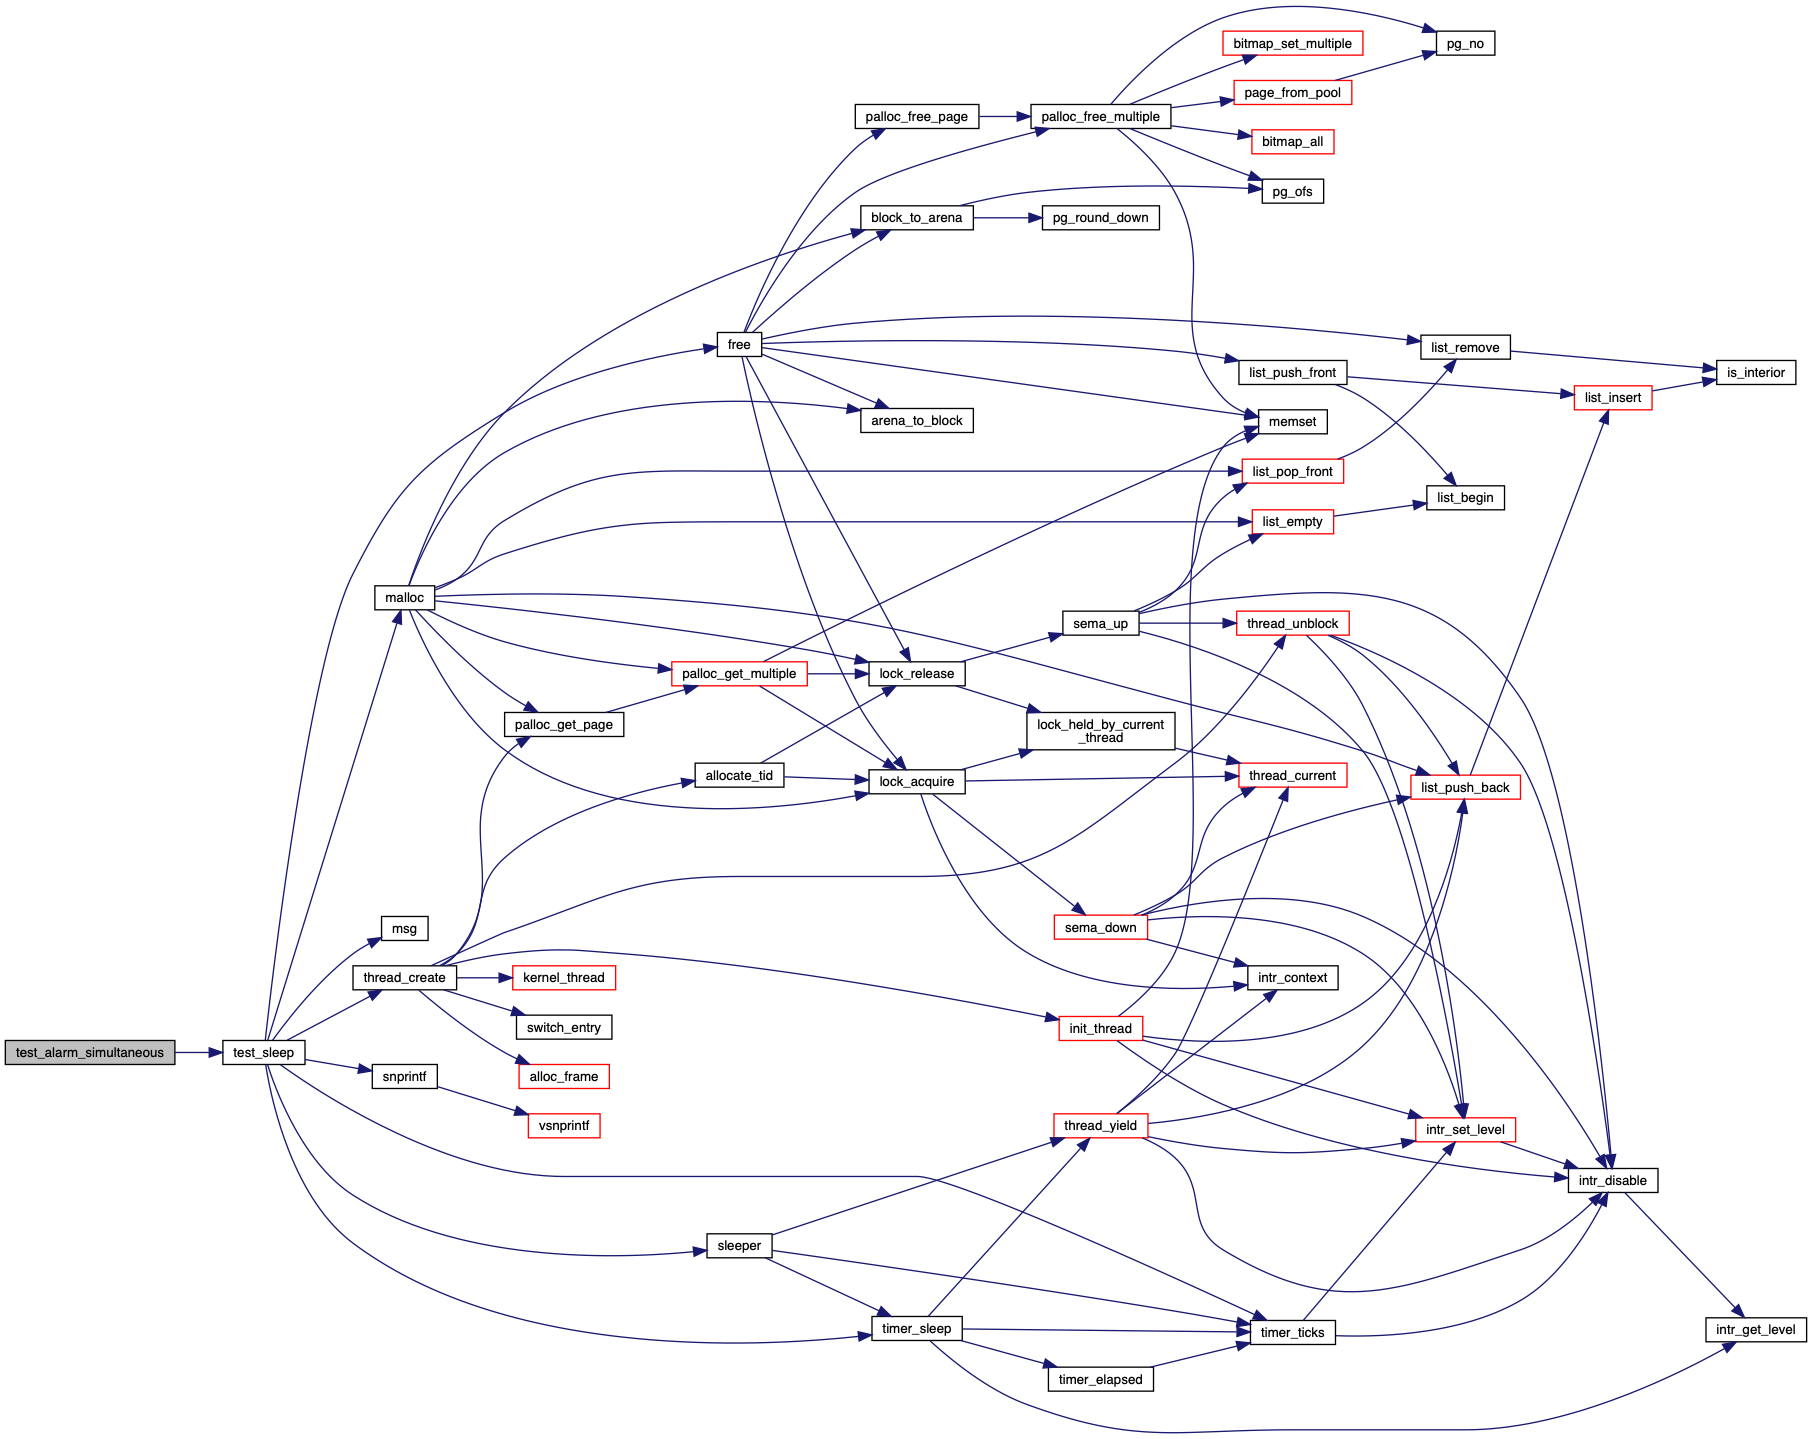 bitmap_set_multiple
pg_no
page_from_pool
palloc_free_page
palloc_free_multiple
bitmap_all
pg_ofs
block_to_arena
pg_round_down
free
list_remove
list_push_front
is_interior
list_insert
arena_to_block
memset
list_pop_front
list_begin
list_empty
malloc
sema_up
thread_unblock
palloc_get_multiple
lock_release
palloc_get_page
lock_held_by_current
_thread
allocate_tid
lock_acquire
thread_current
list_push_back
msg
sema_down
thread_create
kernel_thread
intr_context
switch_entry
init_thread
test_alarm_simultaneous
test_sleep
snprintf
alloc_frame
vsnprintf
thread_yield
intr_set_level
intr_disable
sleeper
timer_sleep
timer_ticks
intr_get_level
timer_elapsed